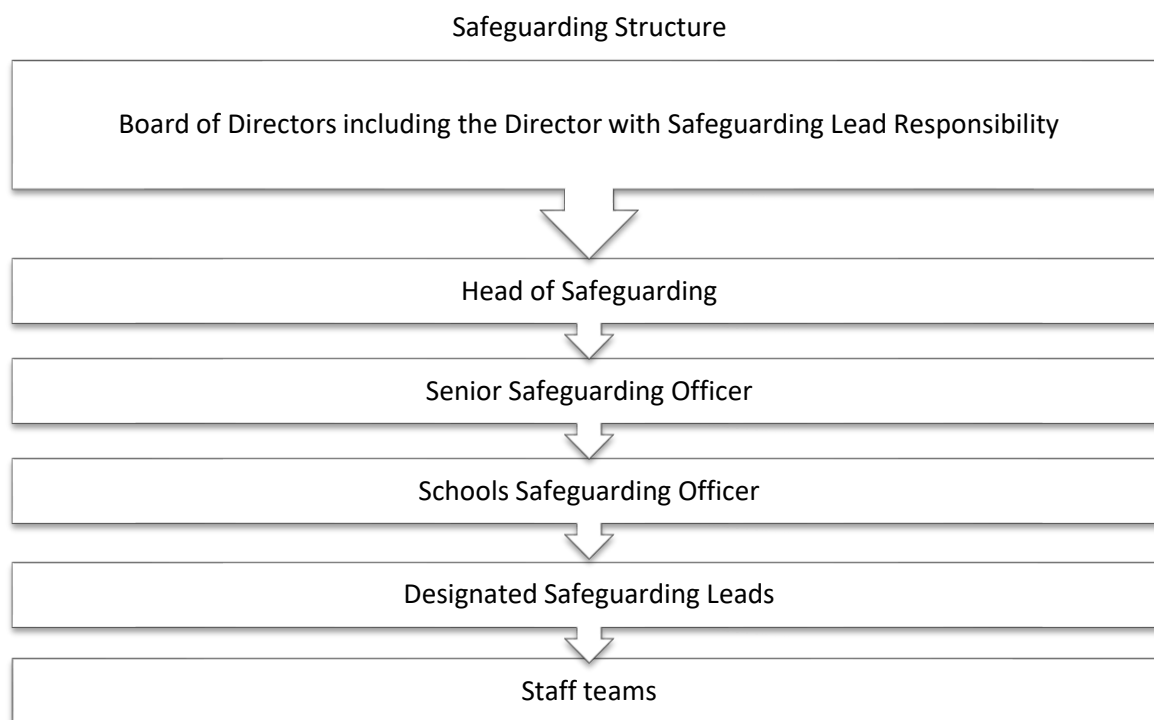 Safeguarding Structure
Board of Directors including the Director with Safeguarding Lead Responsibility
Head of Safeguarding
Senior Safeguarding Officer
Schools Safeguarding Officer
Designated Safeguarding Leads
Staff teams